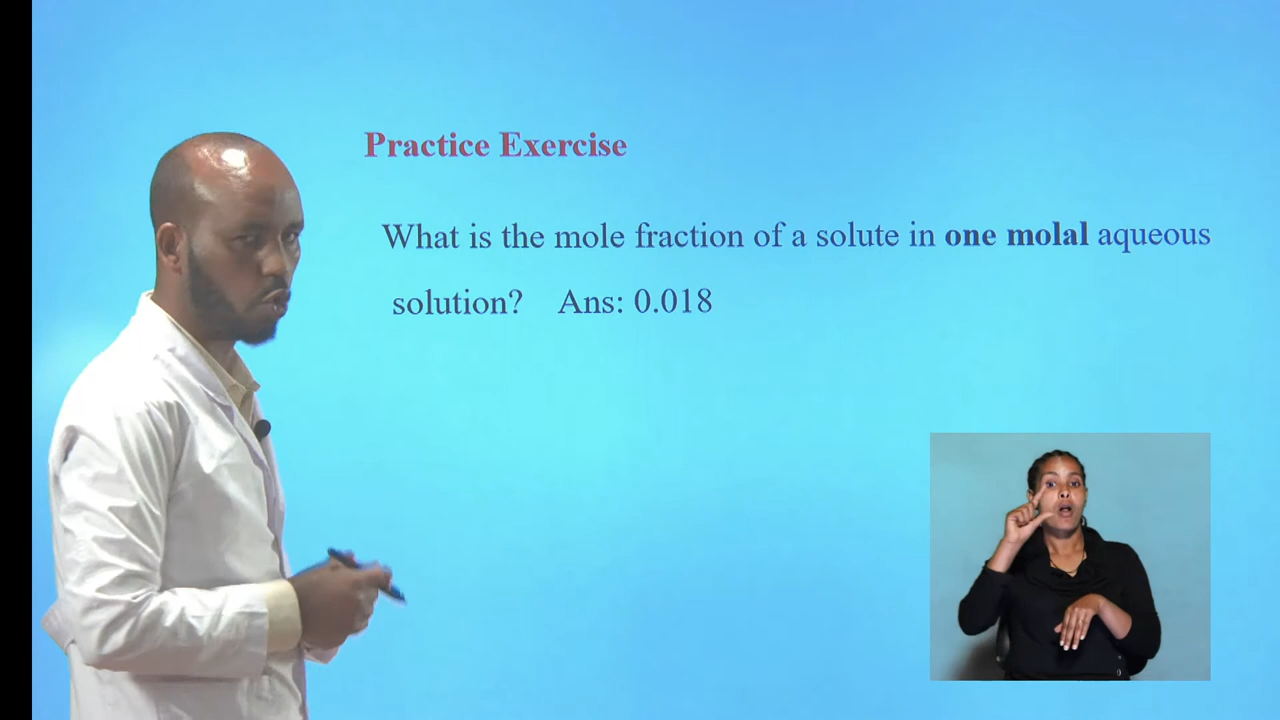 Practice Exercise
What is the mole fraction of a solute in one molal aqueous
solution? Ans: 0.018